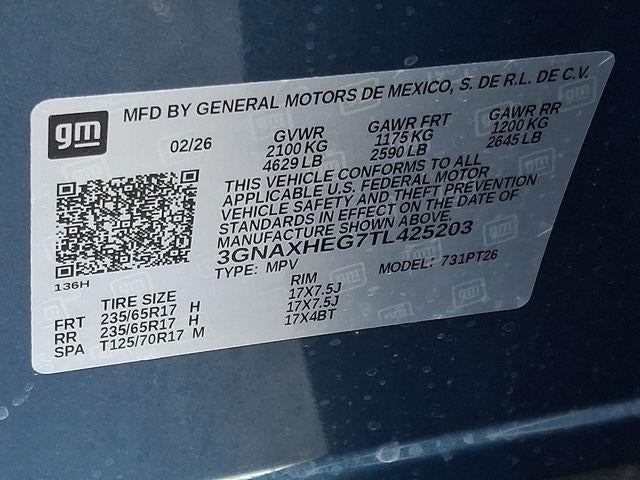 gm
MFD BY GENERAL MOTORS DE MEXICO, S. DE R.L. DE C.V.
02/26
GVWR GAWR FRT GAWR RR
2100 KG 1175 KG 1200 KG
4629 LB 2590 LB 2645 LB
THIS VEHICLE CONFORMS TO ALL
APPLICABLE U.S. FEDERAL MOTOR
VEHICLE SAFETY AND THEFT PREVENTION
STANDARDS IN EFFECT ON THE DATE OF
MANUFACTURE SHOWN ABOVE.
3GNAXHEG7TL425203
TYPE: MPV MODEL: 731PT26
136H
TIRE SIZE RIM
FRT 235/65R17 H 17X7.5J
RR 235/65R17 H 17X7.5J
SPA T125/70R17 M 17X4BT